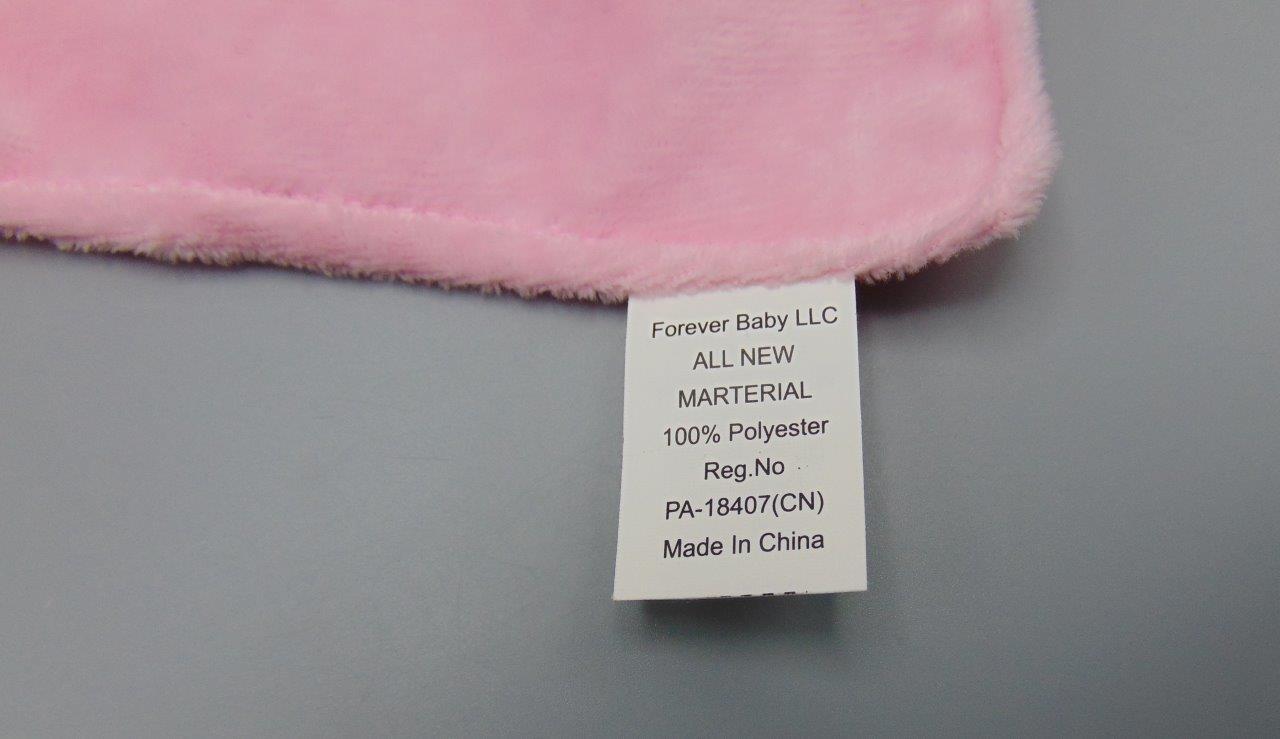 Forever Baby LLC
ALL NEW
MARTERIAL
100% Polyester
Reg.No
PA-18407(CN)
Made In China